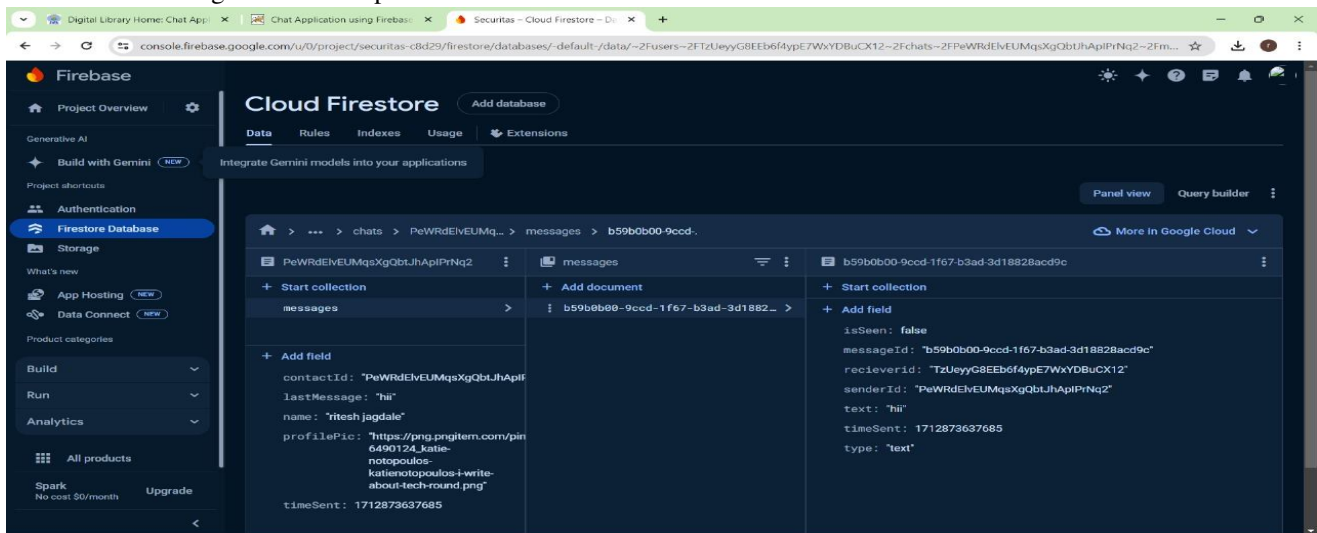 Digital Library Home: Chat Appl
Chat Application using Firebas
Securitas – Cloud Firestore – De
console.firebase.google.com/u/0/project/securitas-c8d29/firestore/databases/-default-/data/~2Fusers~2FTzUeyyG8EEb6f4ypE7WxYDBuCX12~2Fchats~2FPeWRdElvEUMqsXgQbtJhApIPrNq2~2Fm...
Firebase
Project Overview
Generative AI
Build with Gemini NEW
Integrate Gemini models into your applications
Project shortcuts
Authentication
Firestore Database
Storage
What's new
App Hosting NEW
Data Connect NEW
Product categories
Build
Run
Analytics
All products
Spark
No cost $0/month
Upgrade
Cloud Firestore Add database
Data Rules Indexes Usage Extensions
Panel view Query builder
> ... > chats > PeWRdElvEUMq... > messages > b59b0b00-9ccd-.
More in Google Cloud
PeWRdElvEUMqsXgQbtJhApIPrNq2
+ Start collection
messages >
+ Add field
contactId: "PeWRdElvEUMqsXgQbtJhApIF
lastMessage: "hii"
name: "ritesh jagdale"
profilePic: "https://png.pngitem.com/pin
6490124_katie-
notopoulos-
katienotopoulos-i-write-
about-tech-round.png"
timeSent: 1712873637685
messages
+ Add document
b59b0b00-9ccd-1f67-b3ad-3d1882… >
b59b0b00-9ccd-1f67-b3ad-3d18828acd9c
+ Start collection
+ Add field
isSeen: false
messageId: "b59b0b00-9ccd-1f67-b3ad-3d18828acd9c"
recieverid: "TzUeyyG8EEb6f4ypE7WxYDBuCX12"
senderId: "PeWRdElvEUMqsXgQbtJhApIPrNq2"
text: "hii"
timeSent: 1712873637685
type: "text"